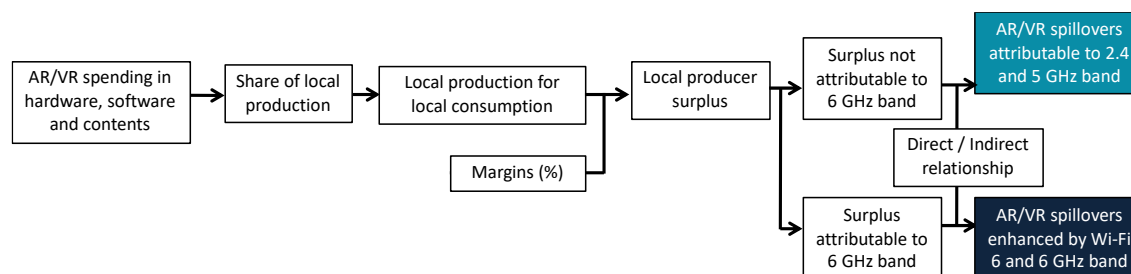 AR/VR spending in
hardware, software
and contents
Share of local
production
Local production for
local consumption
Margins (%)
Local producer
surplus
Surplus not
attributable to
6 GHz band
AR/VR spillovers
attributable to 2.4
and 5 GHz band
Direct / Indirect
relationship
Surplus
attributable to
6 GHz band
AR/VR spillovers
enhanced by Wi-Fi
6 and 6 GHz band